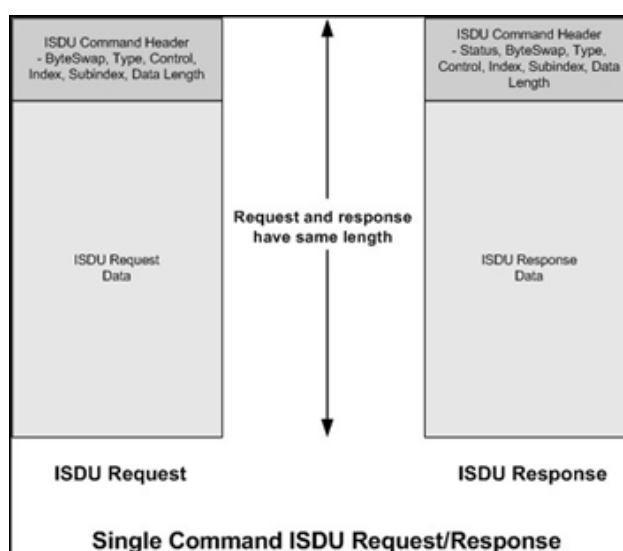 ISDU Command Header
- ByteSwap, Type, Control,
Index, Subindex, Data Length
ISDU Request
Data
Request and response
have same length
ISDU Command Header
- Status, ByteSwap, Type,
Control, Index, Subindex, Data
Length
ISDU Response
Data
ISDU Request
ISDU Response
Single Command ISDU Request/Response